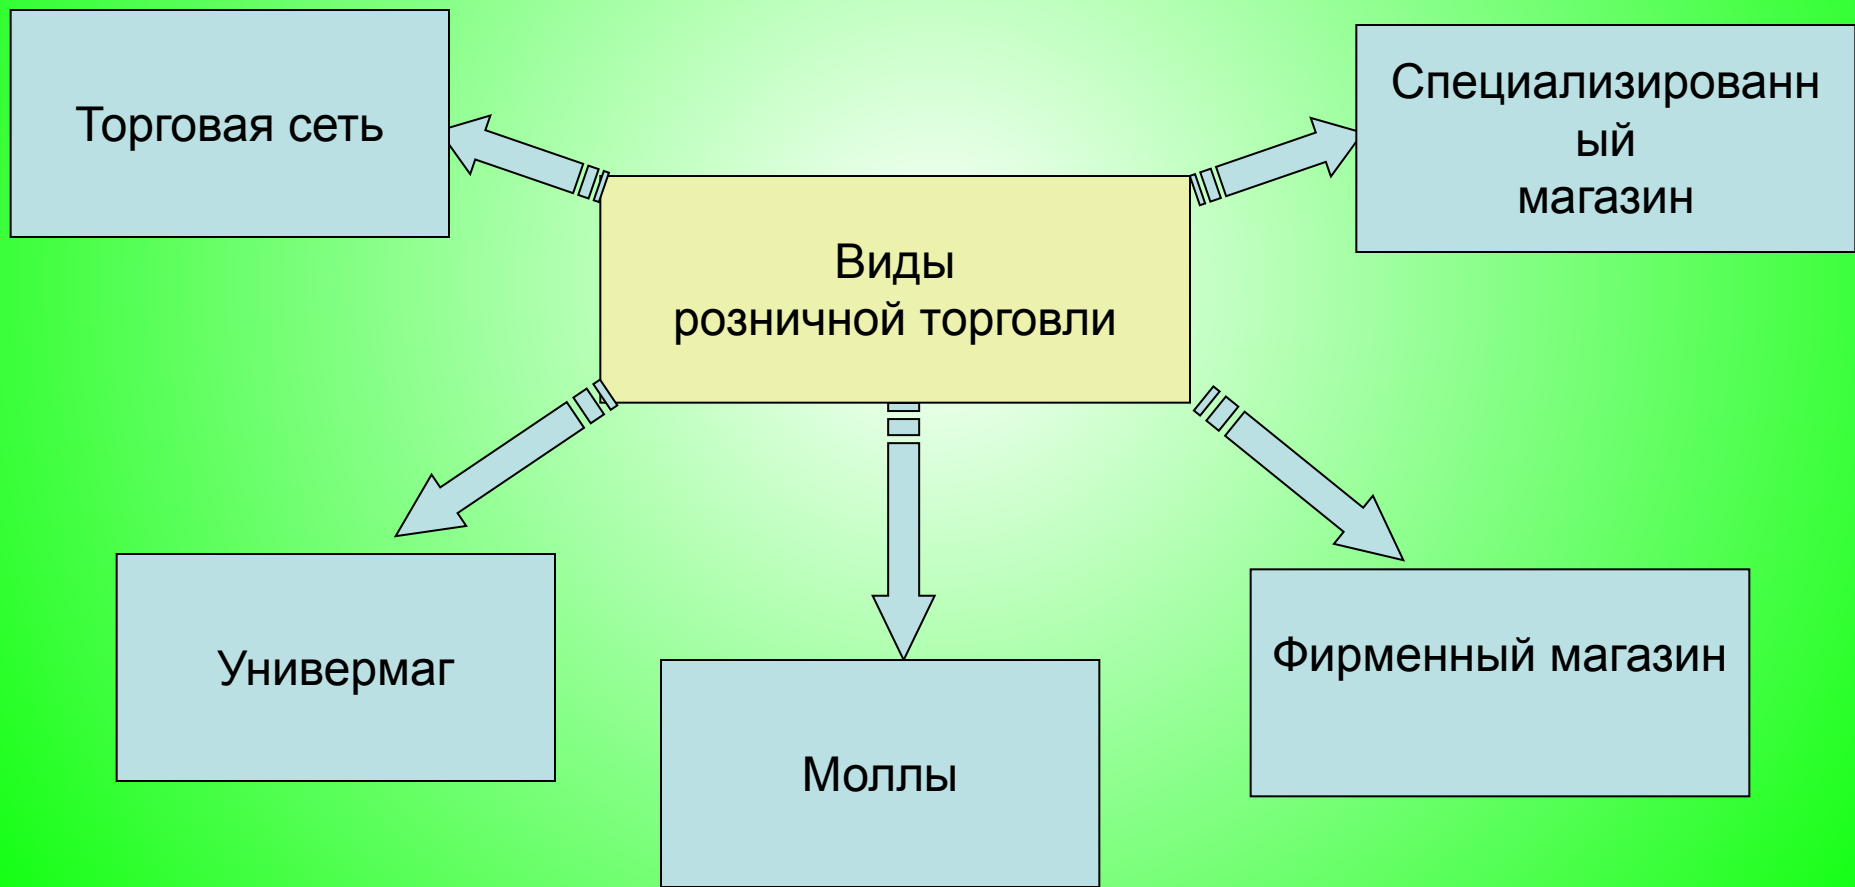 Торговая сеть
Специализированн
ый
магазин
Виды
розничной торговли
Универмаг
Моллы
Фирменный магазин